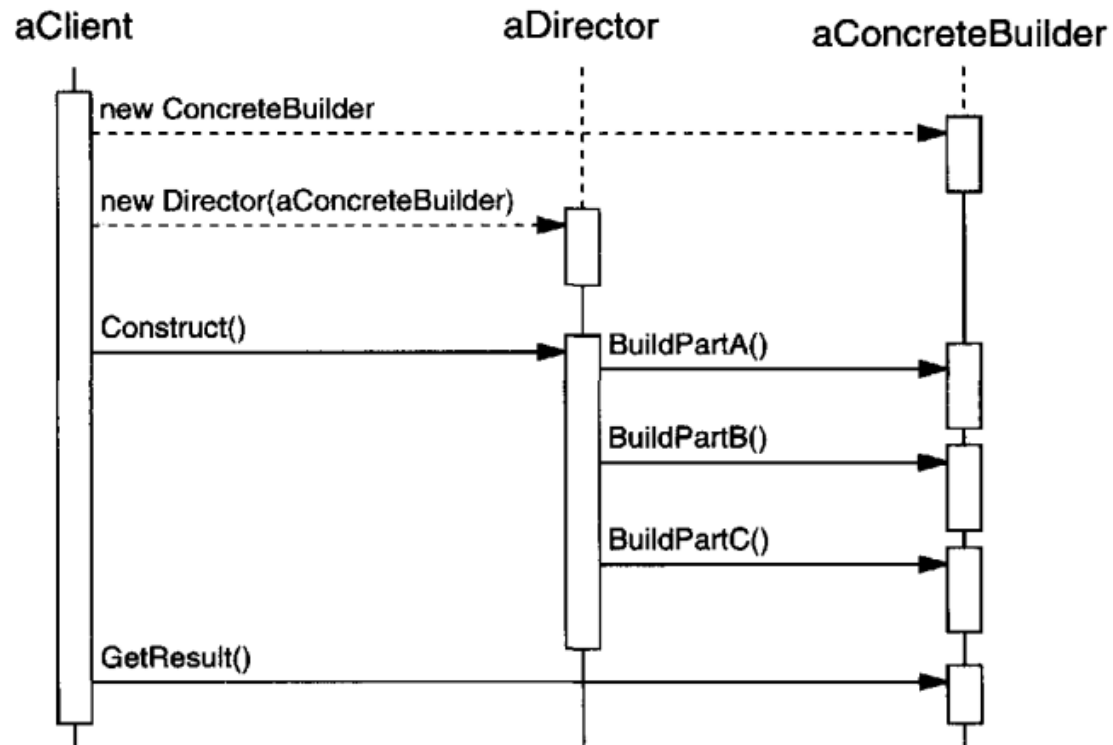 aClient
aDirector
aConcreteBuilder
new ConcreteBuilder
new Director(aConcreteBuilder)
Construct()
BuildPartA()
BuildPartB()
BuildPartC()
GetResult()